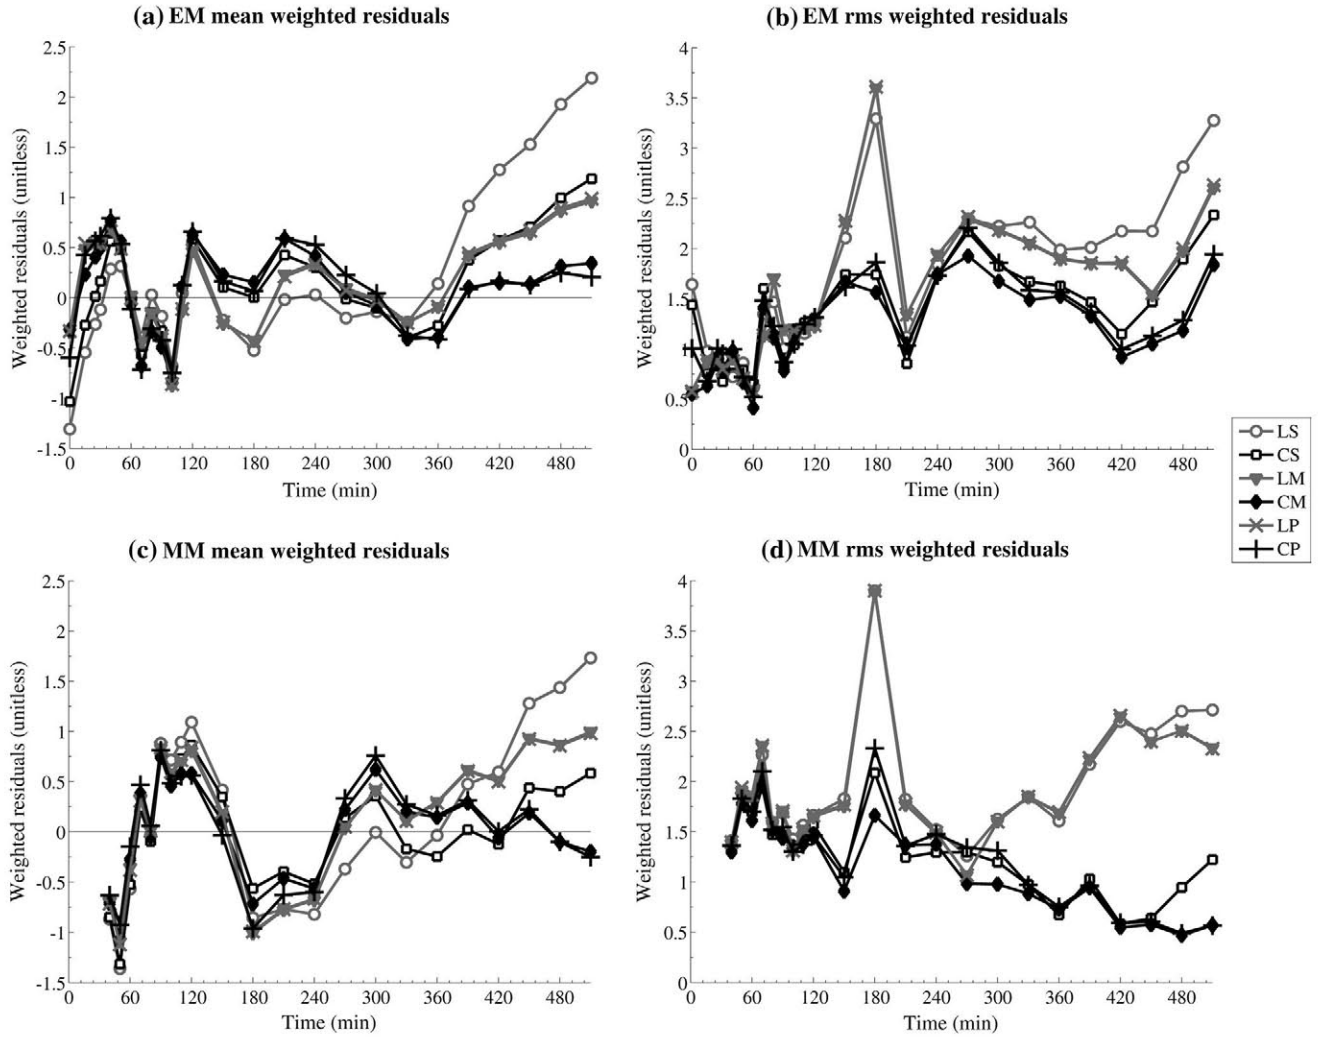 (a) EM mean weighted residuals
2.5
2
1.5
1
0.5
0
-0.5
-1
-1.5
Weighted residuals (unitless)
0 60 120 180 240 300 360 420 480
Time (min)
(b) EM rms weighted residuals
4
3.5
3
2.5
2
1.5
1
0.5
0
Weighted residuals (unitless)
0 60 120 180 240 300 360 420 480
Time (min)
LS
CS
LM
CM
LP
CP
(c) MM mean weighted residuals
2.5
2
1.5
1
0.5
0
-0.5
-1
-1.5
Weighted residuals (unitless)
0 60 120 180 240 300 360 420 480
Time (min)
(d) MM rms weighted residuals
4
3.5
3
2.5
2
1.5
1
0.5
0
Weighted residuals (unitless)
0 60 120 180 240 300 360 420 480
Time (min)